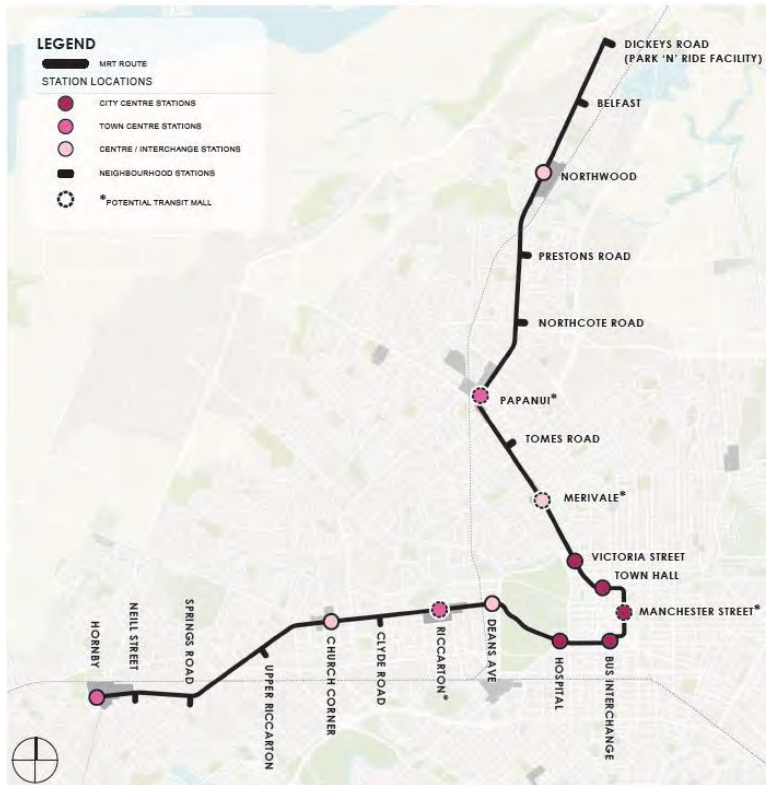 LEGEND
MRT ROUTE
STATION LOCATIONS
CITY CENTRE STATIONS
TOWN CENTRE STATIONS
CENTRE / INTERCHANGE STATIONS
NEIGHBOURHOOD STATIONS
*POTENTIAL TRANSIT MALL
DICKEYS ROAD
(PARK 'N' RIDE FACILITY)
BELFAST
NORTHWOOD
PRESTONS ROAD
NORTHCOTE ROAD
PAPANUI*
TOMES ROAD
MERIVALE*
VICTORIA STREET
TOWN HALL
MANCHESTER STREET*
BUS INTERCHANGE
HOSPITAL
DEANS AVE
RICCARTON*
CLYDE ROAD
CHURCH CORNER
UPPER RICCARTON
SPRINGS ROAD
NEILL STREET
HORNBY